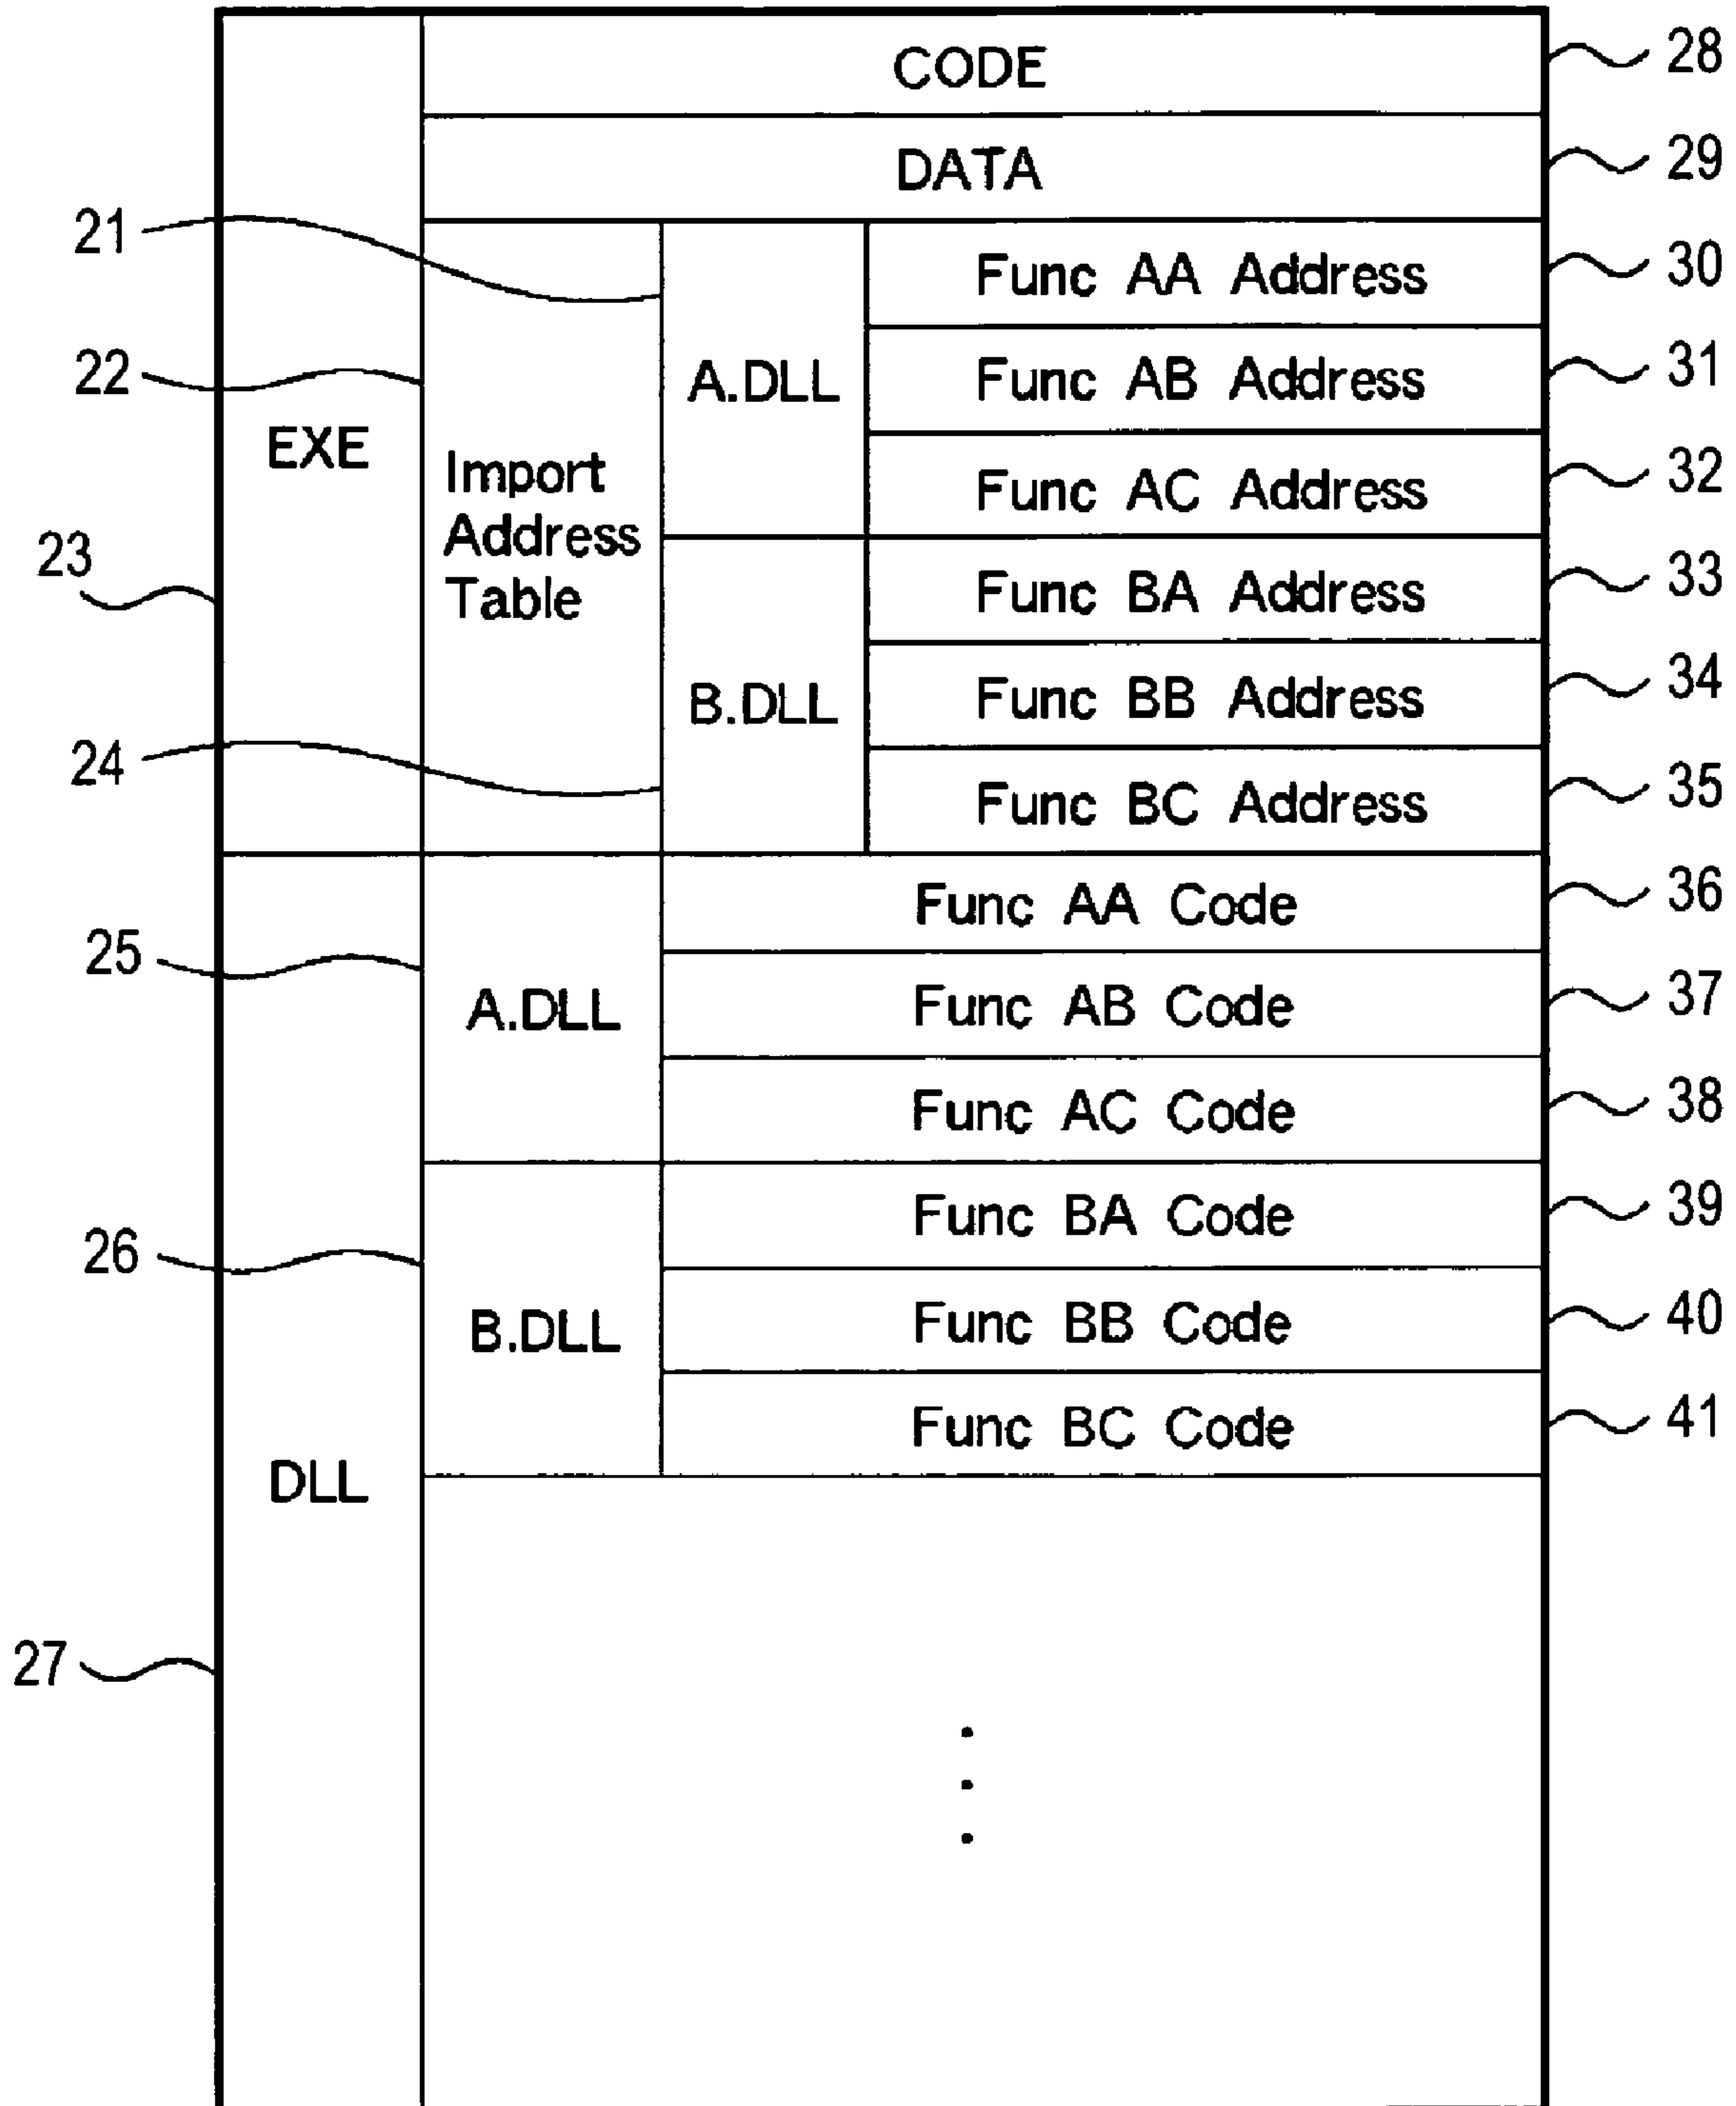 CODE 28
DATA 29
21
Func AA Address 30
22
A.DLL
Func AB Address 31
EXE
Import
Address
Table
Func AC Address 32
23
Func BA Address 33
B.DLL
Func BB Address 34
24
Func BC Address 35
Func AA Code 36
25
A.DLL
Func AB Code 37
Func AC Code 38
Func BA Code 39
26
B.DLL
Func BB Code 40
Func BC Code 41
DLL
27